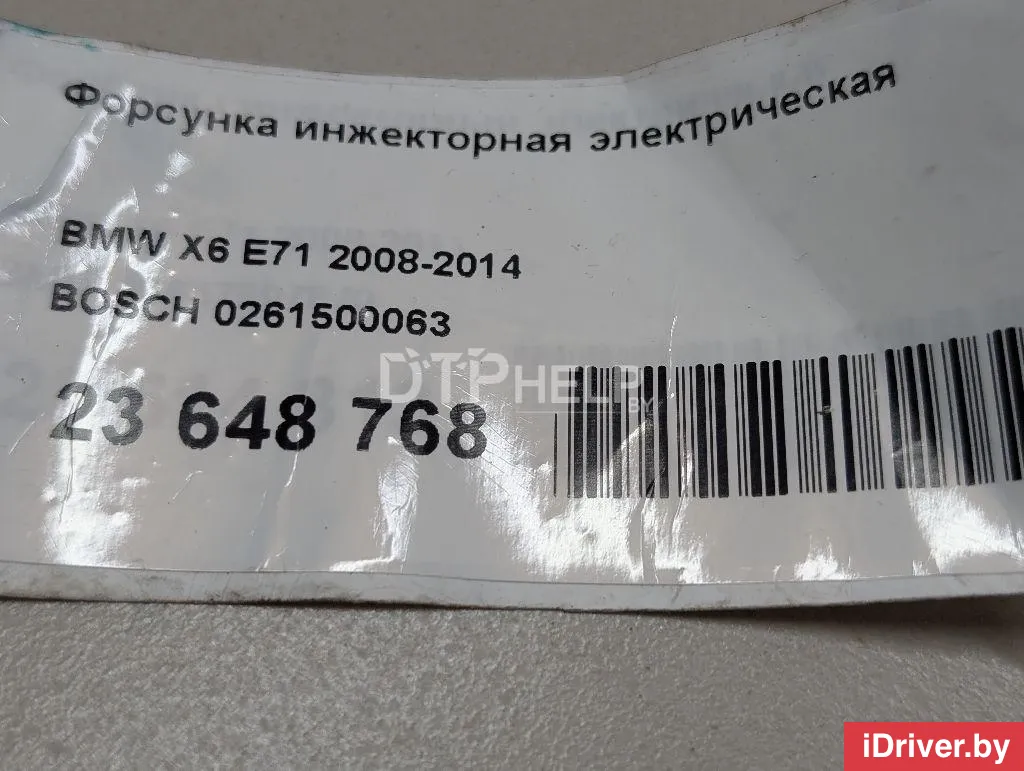 Форсунка инжекторная электрическая
BMW X6 E71 2008-2014
BOSCH 0261500063
23 648 768
DTPHELP
BY
iDriver.by